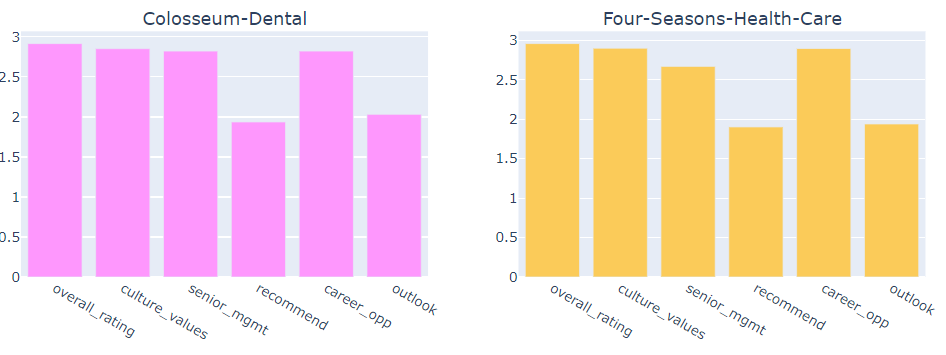 Colosseum-Dental
3
2.5
2
1.5
1
0.5
0
overall_rating
culture_values
senior_mgmt
recommend
career_opp
outlook
Four-Seasons-Health-Care
3
2.5
2
1.5
1
0.5
0
overall_rating
culture_values
senior_mgmt
recommend
career_opp
outlook